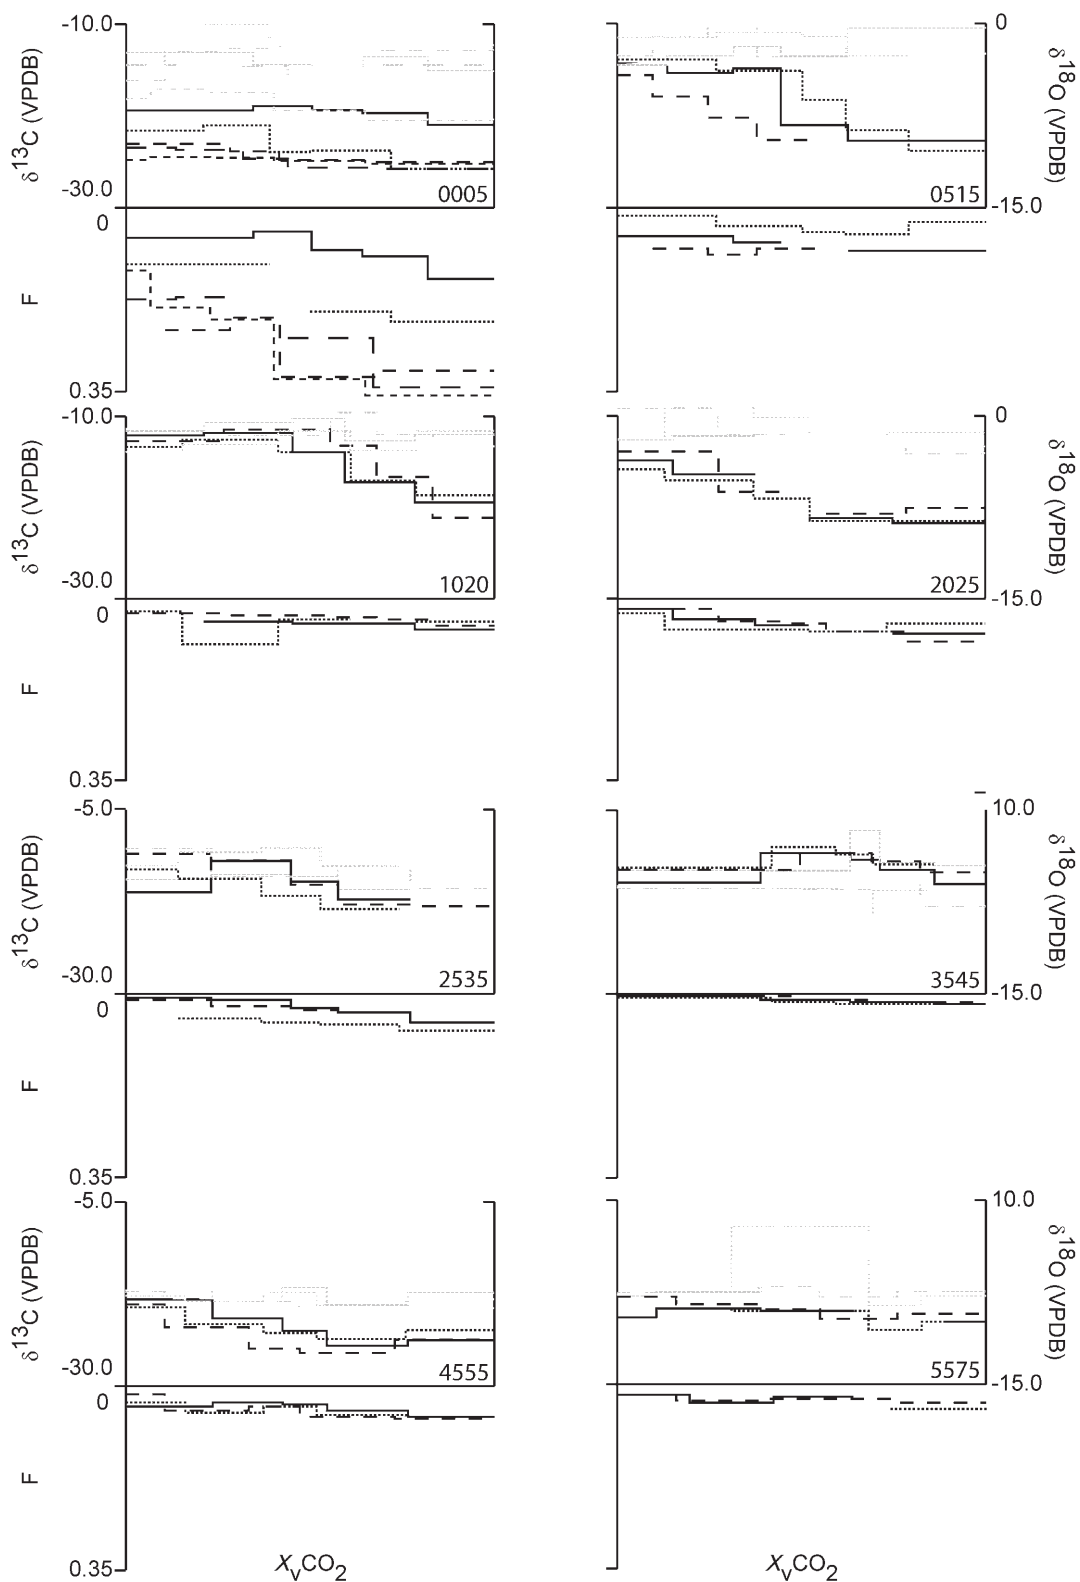 -10.0
δ13C (VPDB)
-30.0
0005
0
F
0.35
0
δ18O (VPDB)
0515
-15.0
-10.0
δ13C (VPDB)
-30.0
1020
0
F
0.35
0
δ18O (VPDB)
2025
-15.0
-5.0
δ13C (VPDB)
-30.0
2535
0
F
0.35
10.0
δ18O (VPDB)
3545
-15.0
-5.0
δ13C (VPDB)
-30.0
4555
0
F
0.35
XvCO2
10.0
δ18O (VPDB)
5575
-15.0
XvCO2